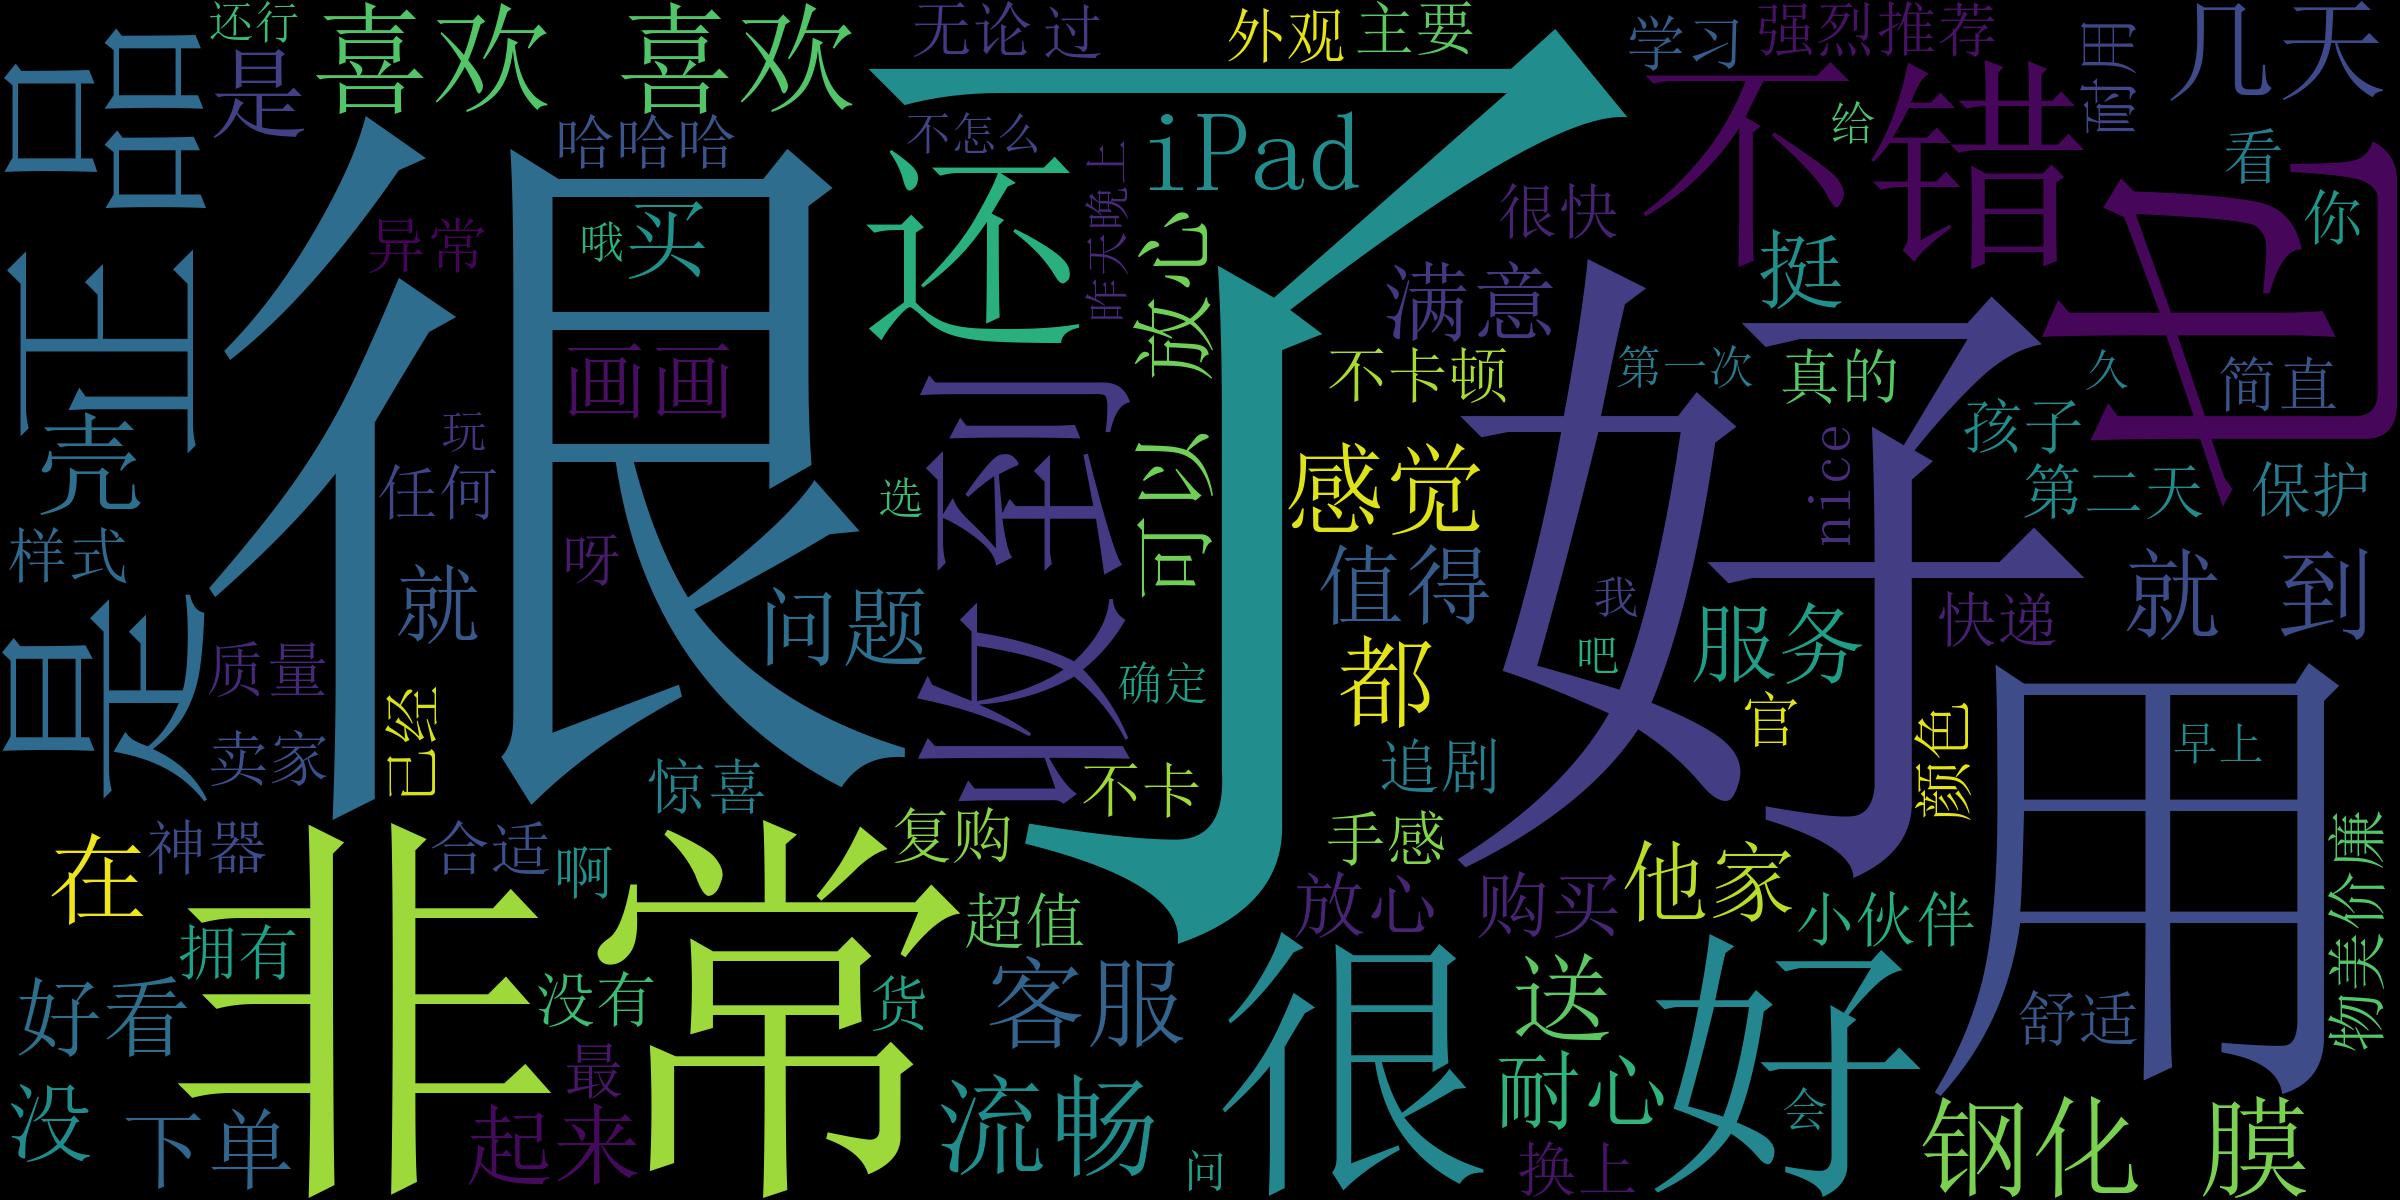 还行
是
喜欢
喜欢
无论
过
外观
主要
学习
强烈推荐
耐用
几天
正品
很
哈哈哈
不怎么
昨天晚上
iPad
了
不错
给
看
你
还
买
哦
异常
画画
放心
很快
挺
满意
也
壳
玩
任何
样式
就
呀
选
收到
可以
不卡顿
感觉
第一次
真的
孩子
久
简直
nice
第二天
保护
好
值得
我
吧
服务
快递
就
到
是
质量
卖家
已经
问题
确定
都
官
颜色
用
早上
惊喜
不卡
追剧
手感
物美价廉
在
神器
合适
啊
复购
放心
购买
他家
小伙伴
非常
拥有
没有
货
超值
客服
送
舒适
好看
没
下单
最
起来
流畅
很好
问
耐心
换上
会
钢化
膜